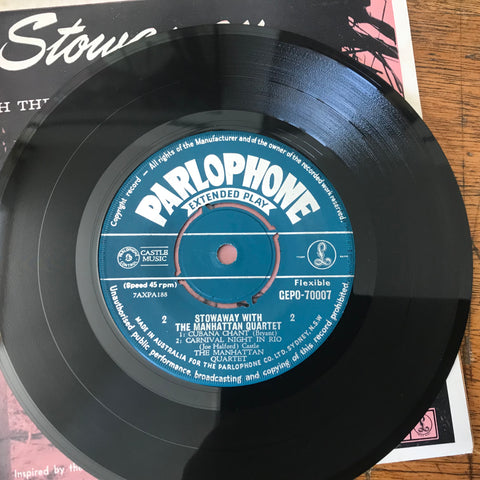 Stowaway
H THE
Copyright record — All rights of the Manufacturer and of the owner of the recorded work reserved.
PARLOPHONE
EXTENDED PLAY
CASTLE
MUSIC
£
Flexible
(Speed 45 rpm)
7AXPA188
GEPO-70007
2
2
STOWAWAY WITH
THE MANHATTAN QUARTET
1: CUBANA CHANT (Bryant)
2: CARNIVAL NIGHT IN RIO
(Joe Halford) Castle
THE MANHATTAN
QUARTET
Unauthorised public performance, broadcasting and copying of this record prohibited.
MADE IN AUSTRALIA FOR THE PARLOPHONE CO. LTD. SYDNEY, N.S.W.
Inspired by the
£